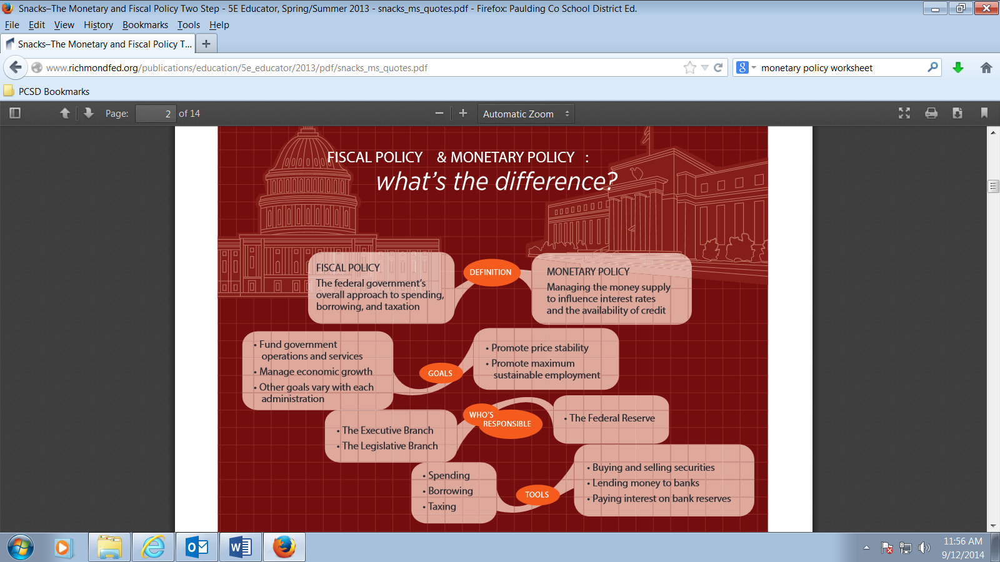 Snacks–The Monetary and Fiscal Policy Two Step - 5E Educator, Spring/Summer 2013 - snacks_ms_quotes.pdf - Firefox: Paulding Co School District Ed.
File Edit View History Bookmarks Tools Help
Snacks–The Monetary and Fiscal Policy T...
www.richmondfed.org/publications/education/5e_educator/2013/pdf/snacks_ms_quotes.pdf
monetary policy worksheet
PCSD Bookmarks
Page: 2 of 14
Automatic Zoom
FISCAL POLICY & MONETARY POLICY :
what's the difference?
FISCAL POLICY
The federal government's
overall approach to spending,
borrowing, and taxation
DEFINITION
MONETARY POLICY
Managing the money supply
to influence interest rates
and the availability of credit
• Fund government
operations and services
• Manage economic growth
• Other goals vary with each
administration
GOALS
• Promote price stability
• Promote maximum
sustainable employment
• The Executive Branch
• The Legislative Branch
WHO'S
RESPONSIBLE
• The Federal Reserve
• Spending
• Borrowing
• Taxing
TOOLS
• Buying and selling securities
• Lending money to banks
• Paying interest on bank reserves
11:56 AM
9/12/2014